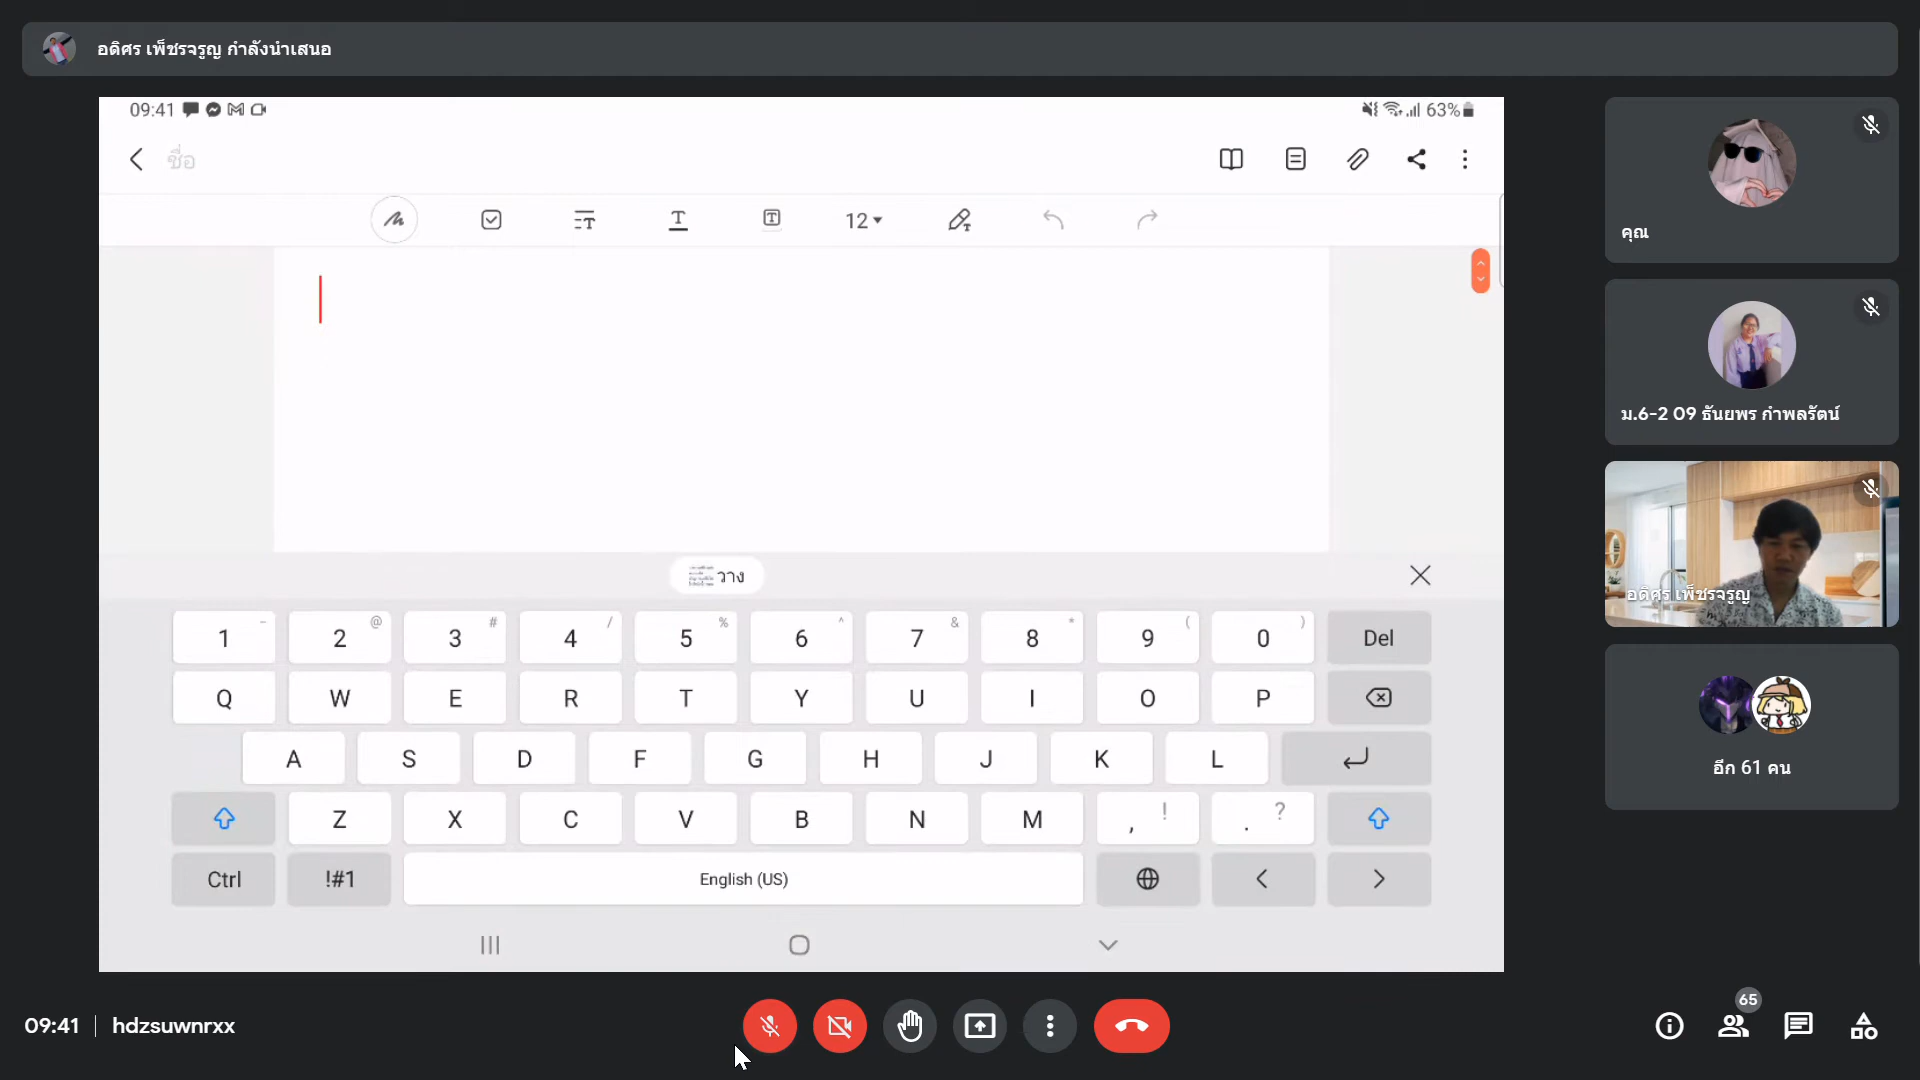 อดิศร เพ็ชรจรูญ กำลังนำเสนอ
09:41
63%
ชื่อ
12
วาง
1 - 2 @ 3 # 4 / 5 % 6 ^ 7 & 8 * 9 ( 0 ) Del
Q W E R T Y U I O P
A S D F G H J K L
Z X C V B N M , ! . ?
Ctrl !#1 English (US)
คุณ
ม.6-2 09 ธันยพร กำพลรัตน์
อดิศร เพ็ชรจรูญ
อีก 61 คน
09:41 | hdzsuwnrxx
65